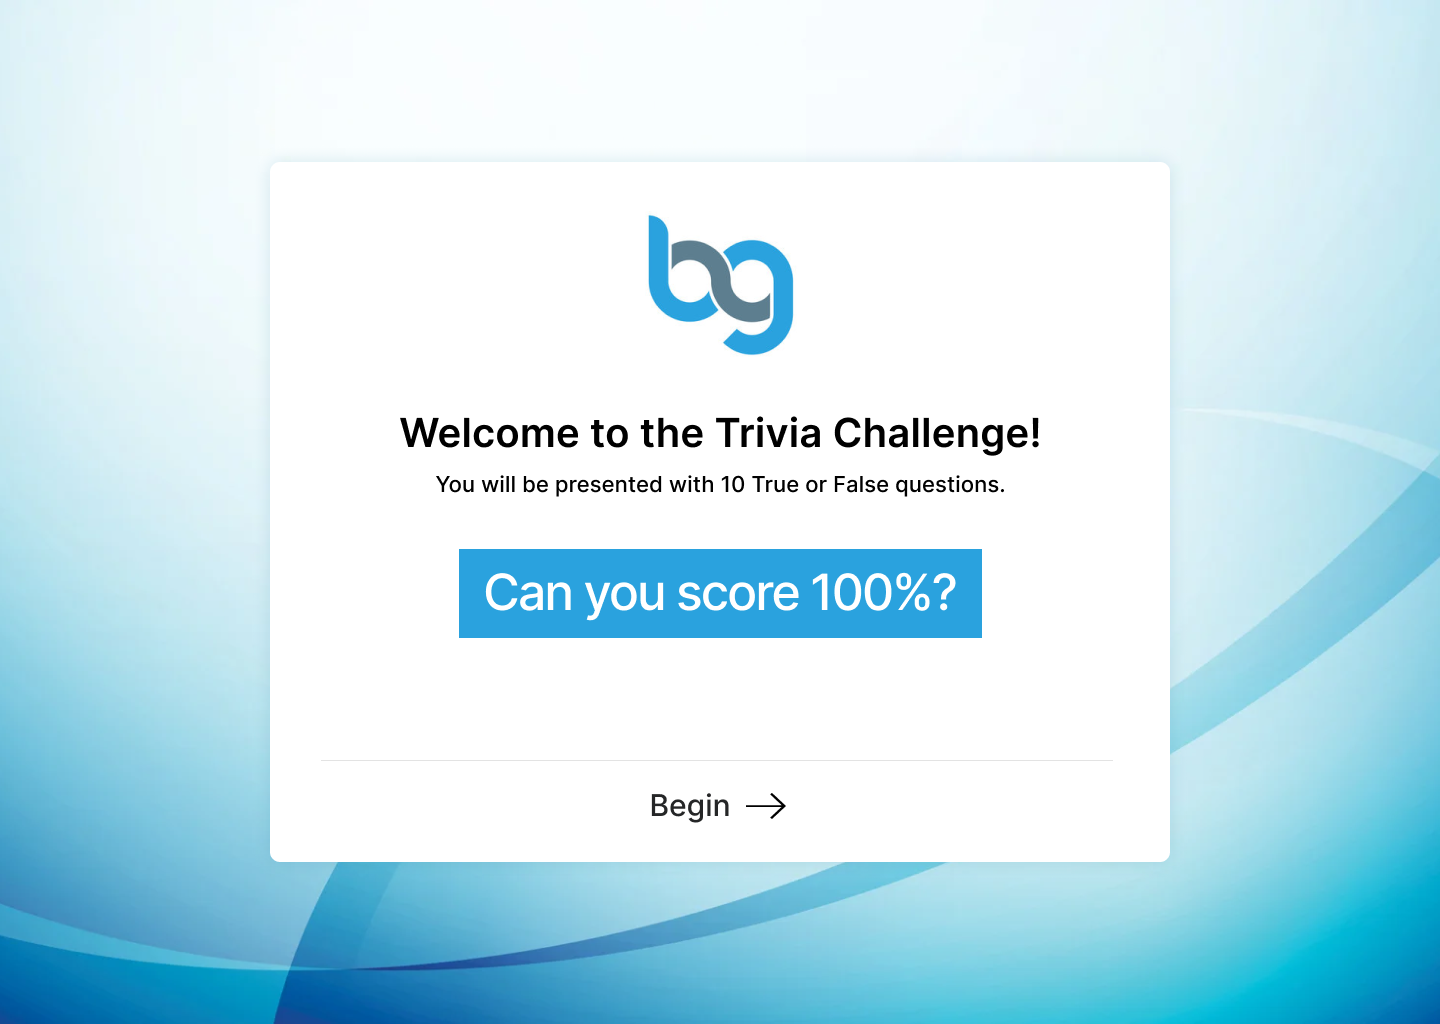 bg
Welcome to the Trivia Challenge!
You will be presented with 10 True or False questions.
Can you score 100%?
Begin